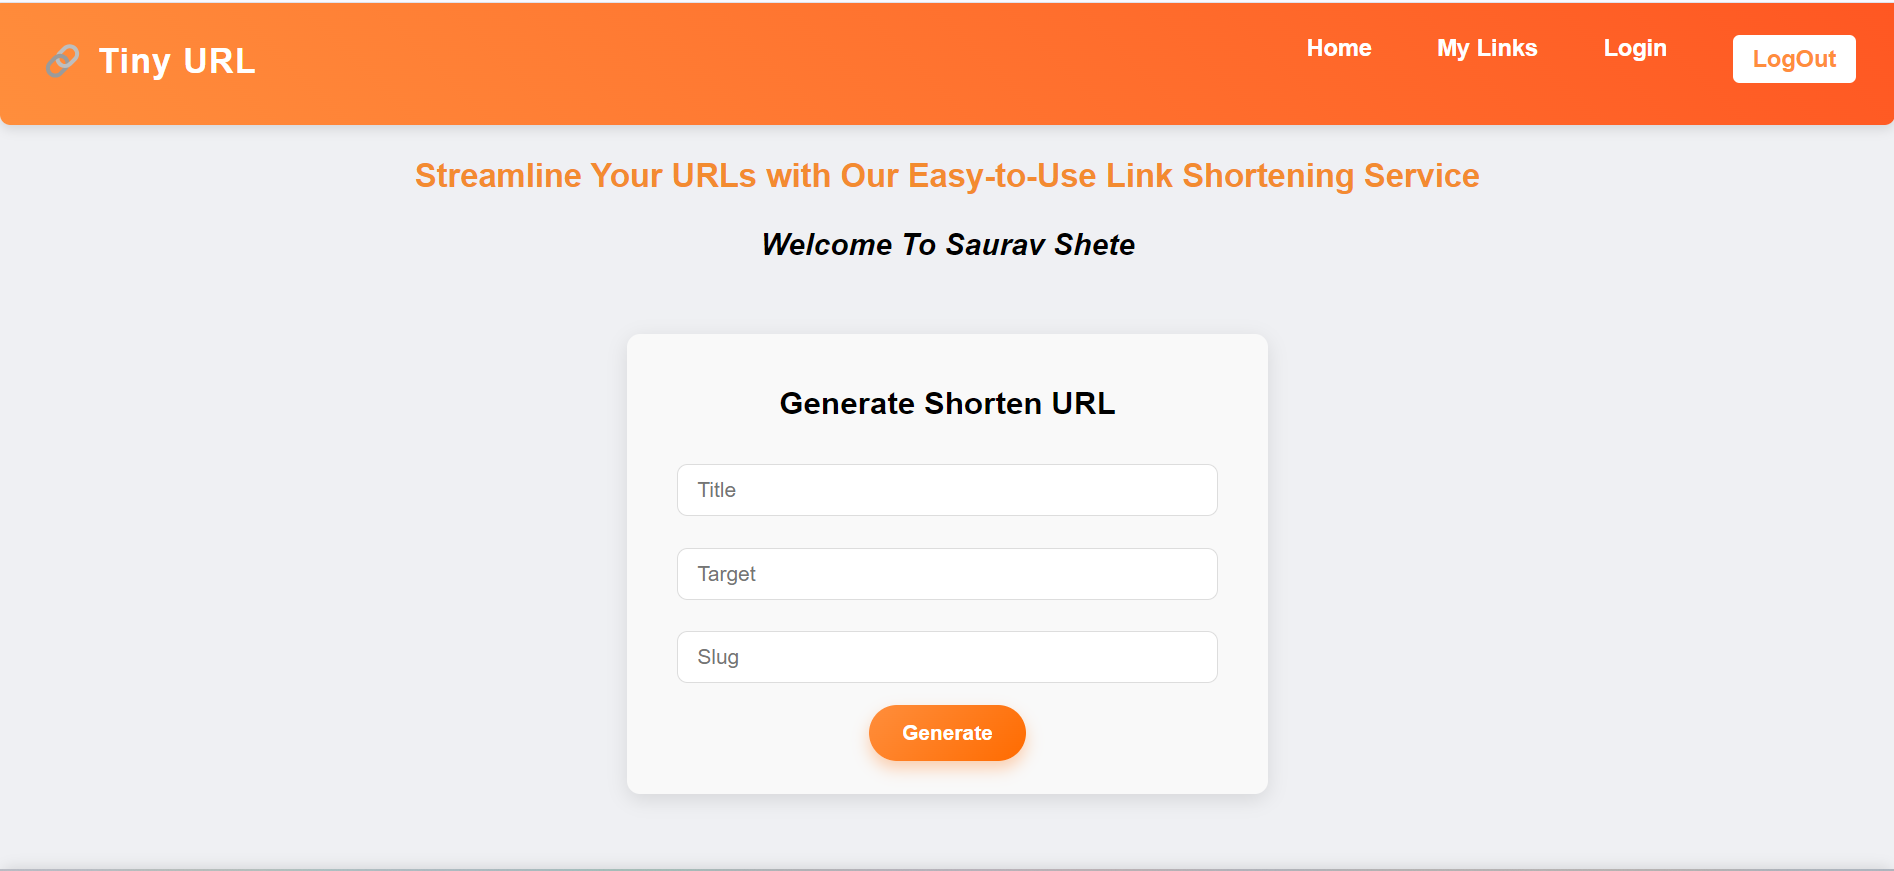 Tiny URL
Home
My Links
Login
LogOut
Streamline Your URLs with Our Easy-to-Use Link Shortening Service
Welcome To Saurav Shete
Generate Shorten URL
Title
Target
Slug
Generate